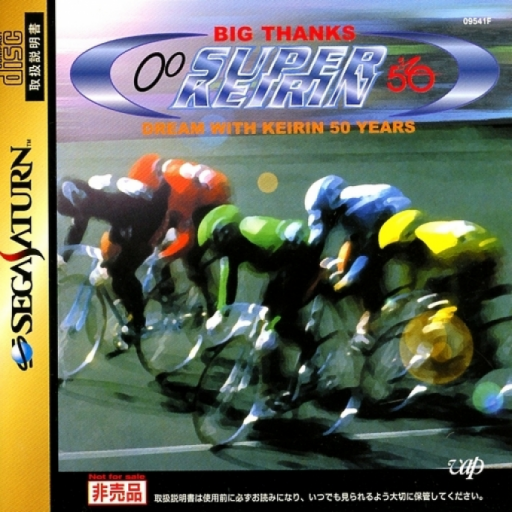 disc
取扱説明書
SEGA SATURN™
09541F
BIG THANKS
SUPER
KEIRIN
50
DREAM WITH KEIRIN 50 YEARS
vap
Not for sale
非売品
取扱説明書は使用前に必ずお読みになり、いつでも見られるよう大切に保管してください。